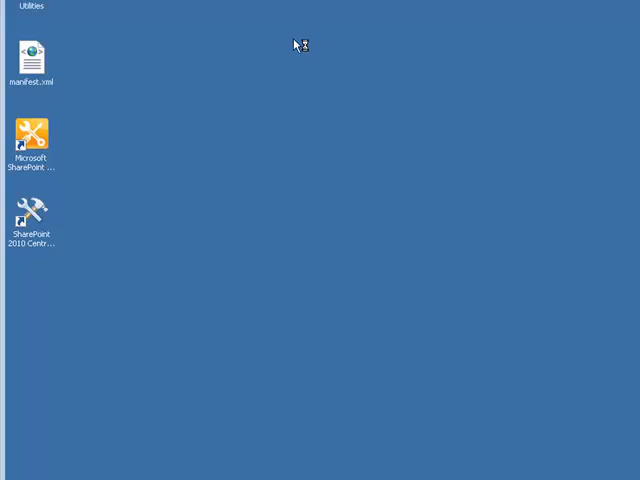 Utilities
manifest.xml
Microsoft
SharePoint ...
SharePoint
2010 Centr...